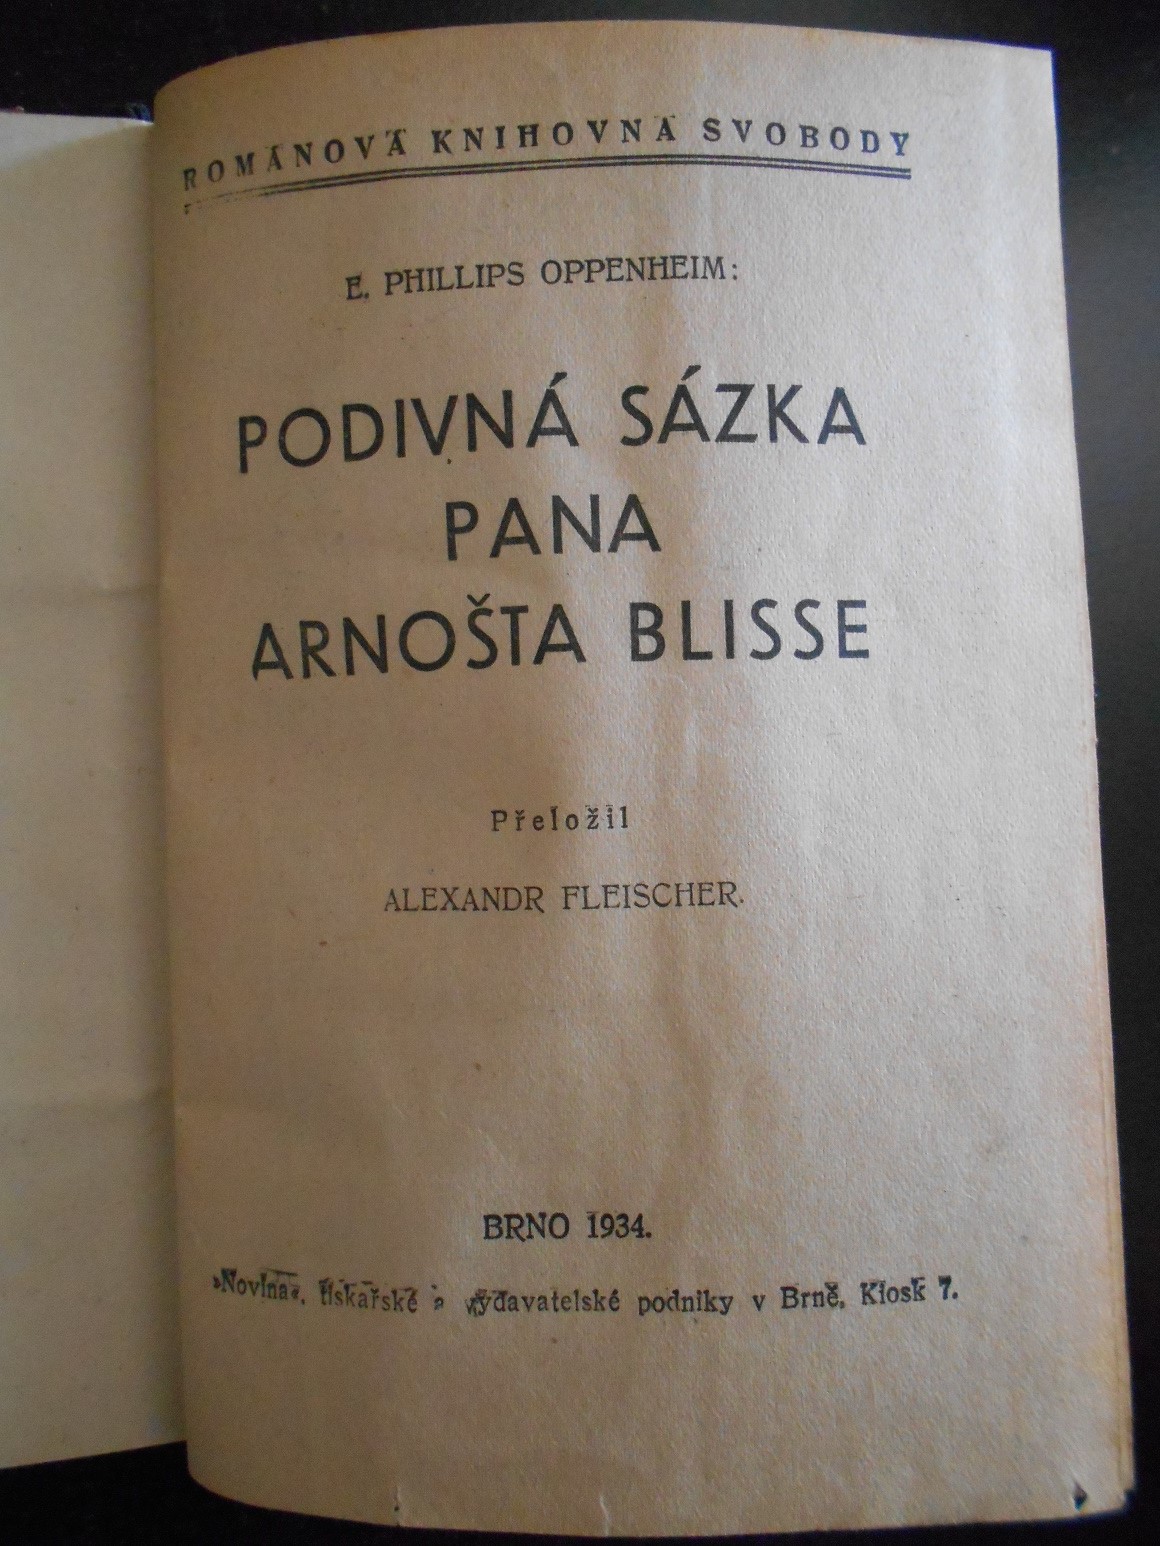 ROMÁNOVÁ KNIHOVNA SVOBODY
E. PHILLIPS OPPENHEIM:
PODIVNÁ SÁZKA
PANA
ARNOŠTA BLISSE
Přeložil
ALEXANDR FLEISCHER.
BRNO 1934.
»Novina«, tiskařské a vydavatelské podniky v Brně, Kiosk 7.